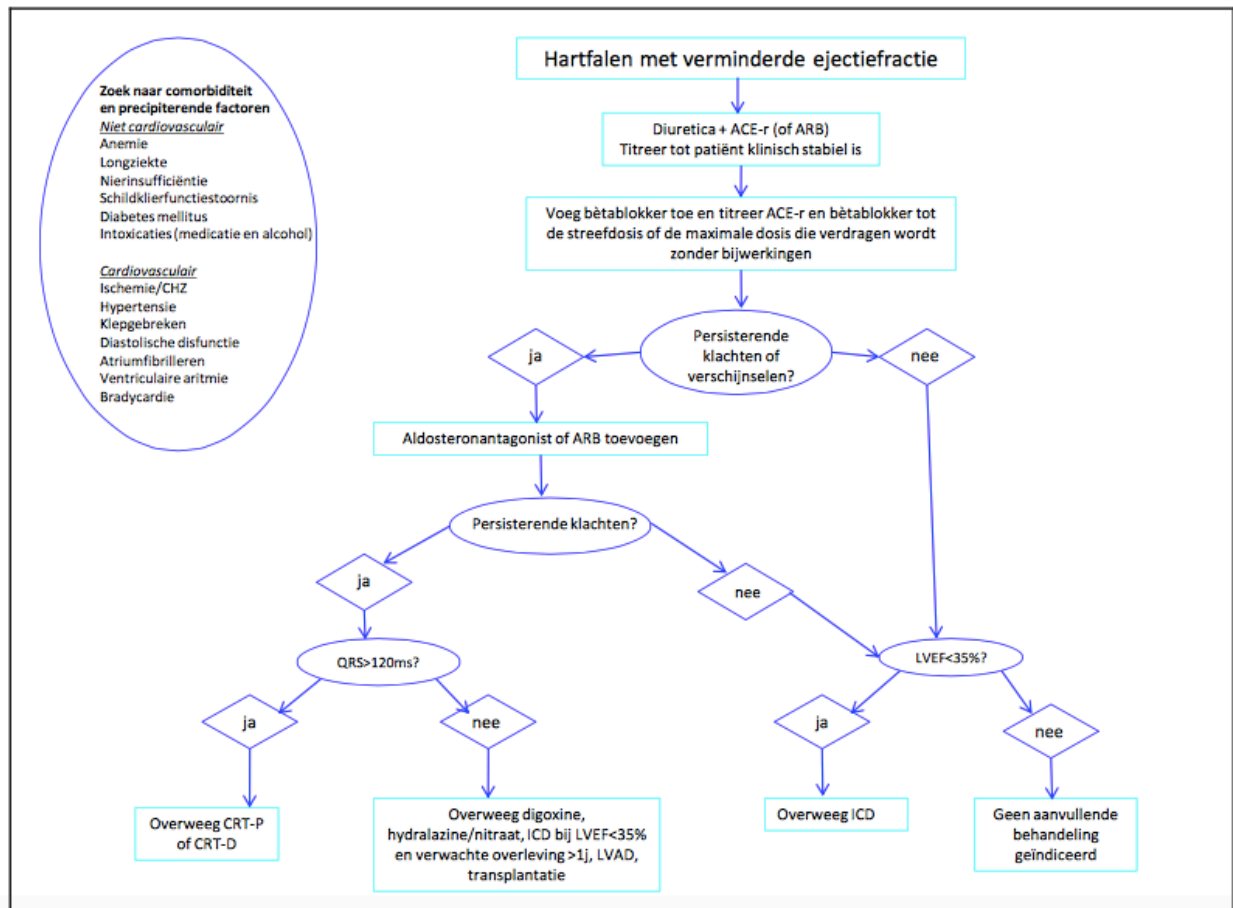 Zoek naar comorbiditeit
en precipiterende factoren
Niet cardiovasculair
Anemie
Longziekte
Nierinsufficiëntie
Schildklierfunctiestoornis
Diabetes mellitus
Intoxicaties (medicatie en alcohol)
Cardiovasculair
Ischemie/CHZ
Hypertensie
Klepgebreken
Diastolische disfunctie
Atriumfibrilleren
Ventriculaire aritmie
Bradycardie
Hartfalen met verminderde ejectiefractie
Diuretica + ACE-r (of ARB)
Titreer tot patiënt klinisch stabiel is
Voeg bètablokker toe en titreer ACE-r en bètablokker tot
de streefdosis of de maximale dosis die verdragen wordt
zonder bijwerkingen
Persisterende
klachten of
verschijnselen?
ja
nee
Aldosteronantagonist of ARB toevoegen
Persisterende klachten?
ja
nee
QRS>120ms?
LVEF<35%?
ja
nee
ja
nee
Overweeg CRT-P
of CRT-D
Overweeg digoxine,
hydralazine/nitraat, ICD bij LVEF<35%
en verwachte overleving >1j, LVAD,
transplantatie
Overweeg ICD
Geen aanvullende
behandeling
geïndiceerd